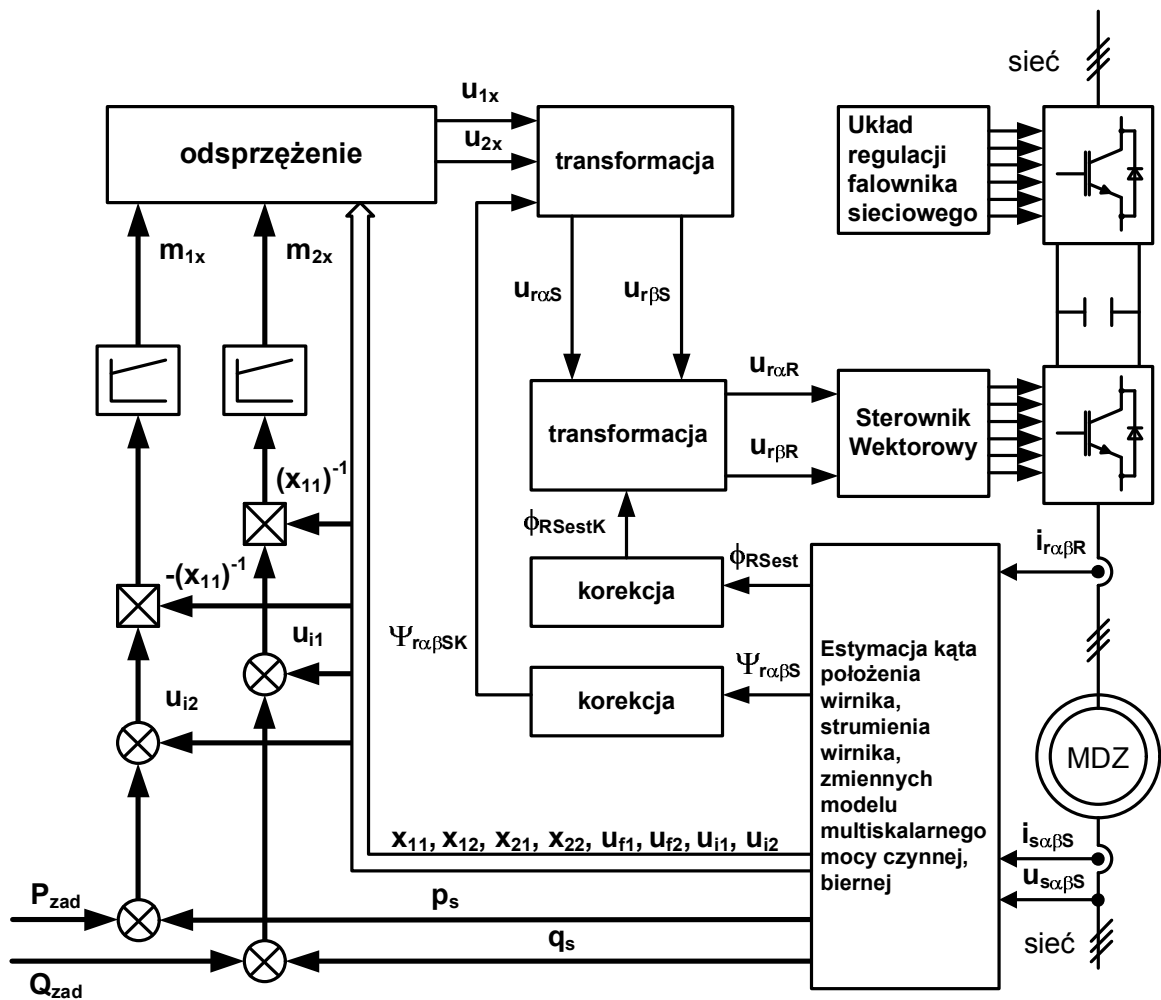 sieć
u1x
u2x
odsprzężenie
transformacja
Układ
regulacji
falownika
sieciowego
m1x
m2x
urαS
urβS
transformacja
urαR
urβR
Sterownik
Wektorowy
(x11)-1
-(x11)-1
ϕRSestK
ϕRSest
korekcja
irαβR
ΨrαβSK
ui1
ui2
ΨrαβS
korekcja
Estymacja kąta
położenia
wirnika,
strumienia
wirnika,
zmiennych
modelu
multiskalarnego
mocy czynnej,
biernej
MDZ
x11, x12, x21, x22, uf1, uf2, ui1, ui2
isαβS
usαβS
Pzad
ps
qs
Qzad
sieć